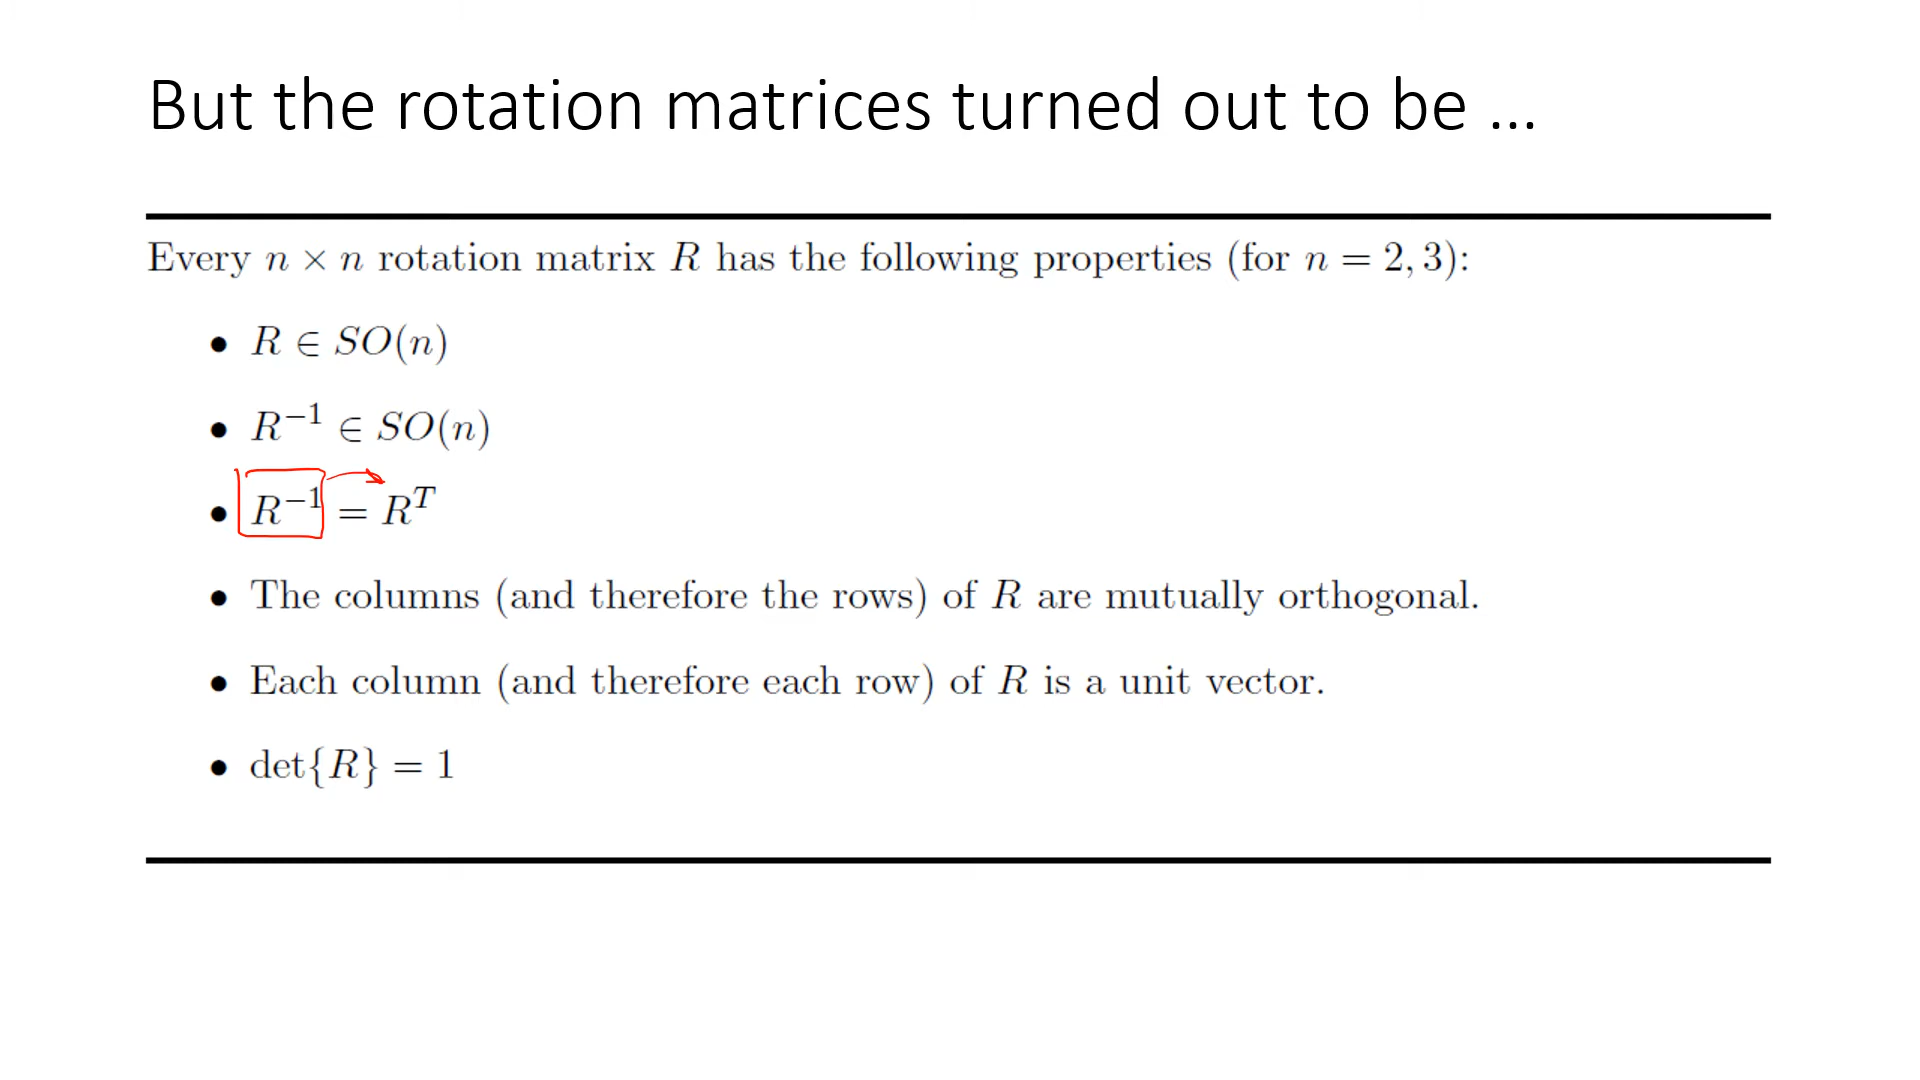 But the rotation matrices turned out to be ...
Every n × n rotation matrix R has the following properties (for n = 2, 3):
• R ∈ SO(n)
• R⁻¹ ∈ SO(n)
• R⁻¹ = Rᵀ
• The columns (and therefore the rows) of R are mutually orthogonal.
• Each column (and therefore each row) of R is a unit vector.
• det{R} = 1